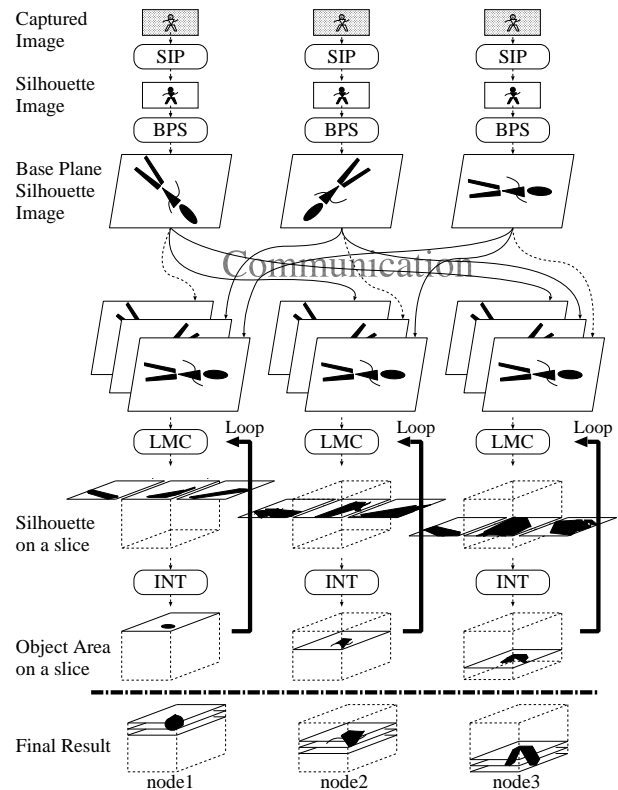 Captured
Image
SIP SIP SIP
Silhouette
Image
BPS BPS BPS
Base Plane
Silhouette
Image
Communication
Loop Loop Loop
LMC LMC LMC
Silhouette
on a slice
INT INT INT
Object Area
on a slice
Final Result
node1 node2 node3